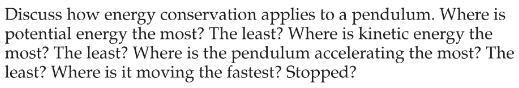 Discuss how energy conservation applies to a pendulum. Where is
potential energy the most? The least? Where is kinetic energy the
most? The least? Where is the pendulum accelerating the most? The
least? Where is it moving the fastest? Stopped?